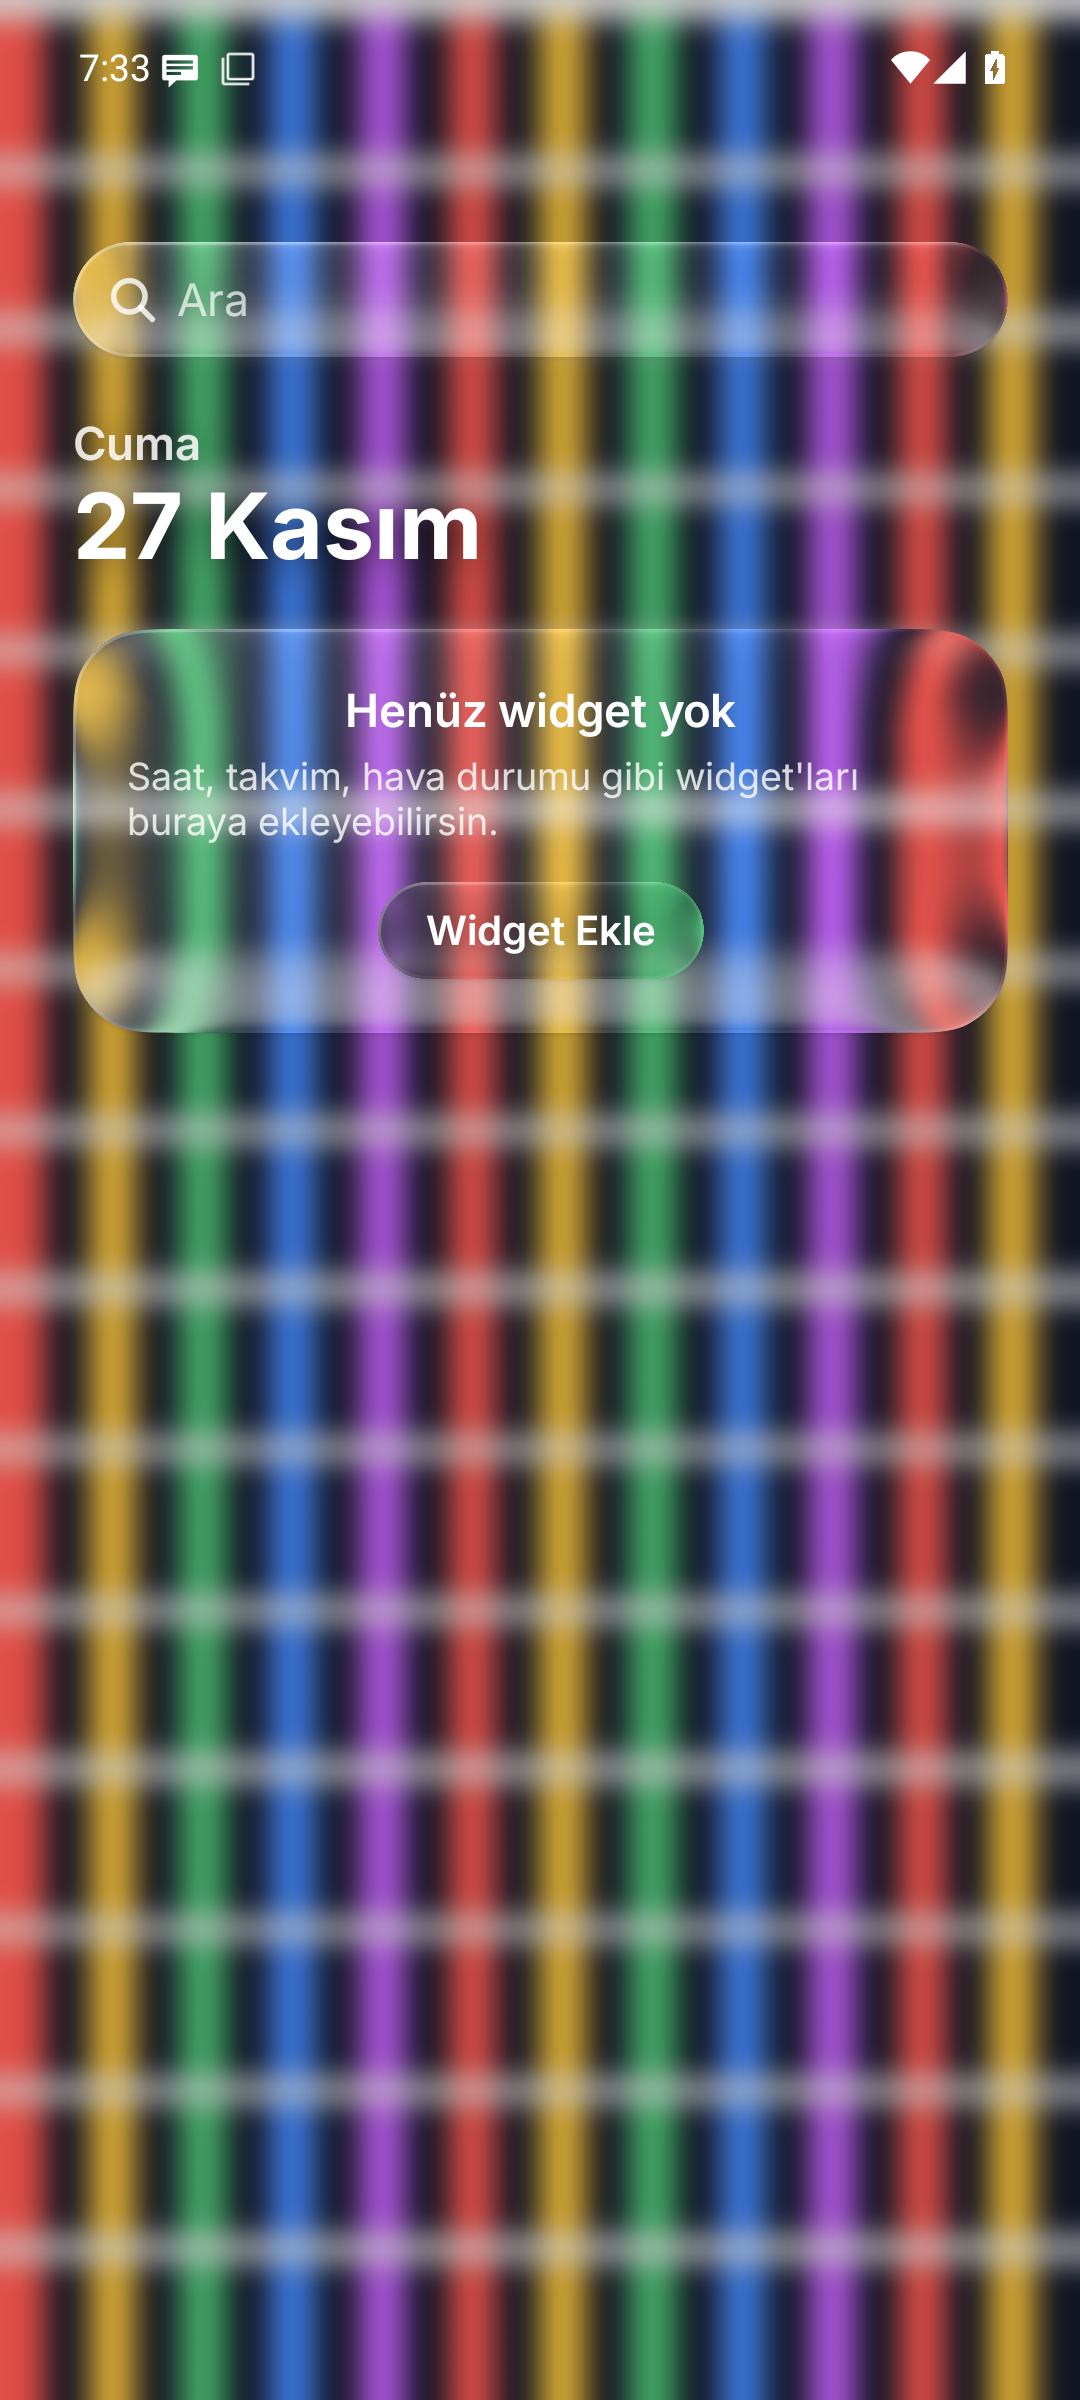 7:33
Ara
Cuma
27 Kasım
Henüz widget yok
Saat, takvim, hava durumu gibi widget'ları
buraya ekleyebilirsin.
Widget Ekle